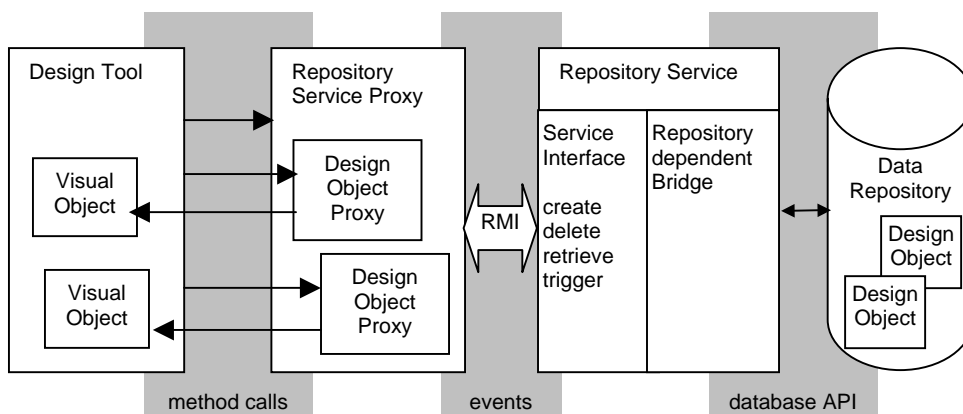 Design Tool
Visual
Object
Visual
Object
method calls
Repository
Service Proxy
Design
Object
Proxy
Design
Object
Proxy
RMI
events
Repository Service
Service
Interface
create
delete
retrieve
trigger
Repository
dependent
Bridge
database API
Data
Repository
Design
Object
Design
Object